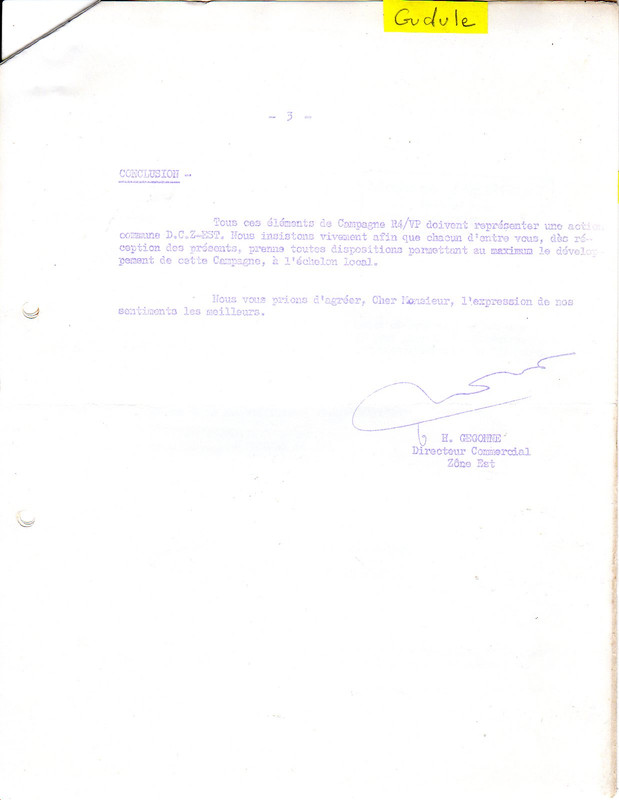 Gudule
- 3 -
CONCLUSION -
Tous ces éléments de Campagne R4/VP doivent représenter une action
commune D.C.Z-EST. Nous insistons vivement afin que chacun d'entre vous, dès ré-
ception des présents, prenne toutes dispositions permettant au maximum le dévelop-
pement de cette Campagne, à l'échelon local.
Nous vous prions d'agréer, Cher Monsieur, l'expression de nos
sentiments les meilleurs.
H. GEGONNE
Directeur Commercial
Zône Est